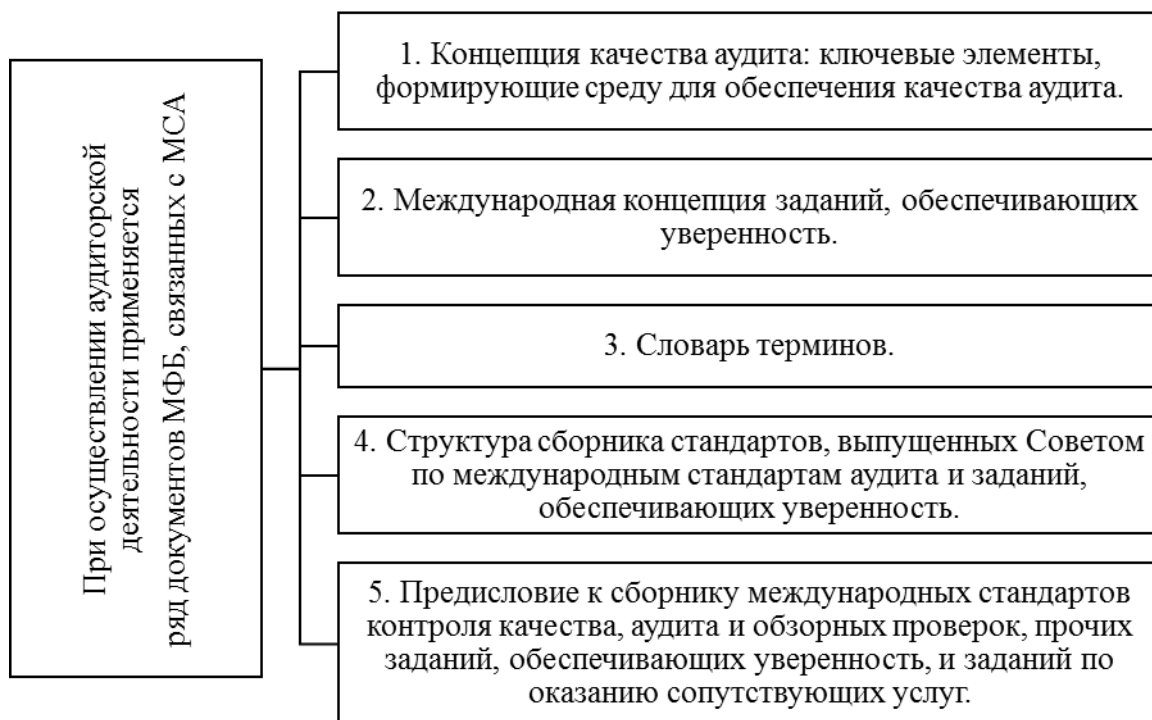 При осуществлении аудиторской
деятельности применяется
ряд документов МФБ, связанных с МСА
1. Концепция качества аудита: ключевые элементы,
формирующие среду для обеспечения качества аудита.
2. Международная концепция заданий, обеспечивающих
уверенность.
3. Словарь терминов.
4. Структура сборника стандартов, выпущенных Советом
по международным стандартам аудита и заданий,
обеспечивающих уверенность.
5. Предисловие к сборнику международных стандартов
контроля качества, аудита и обзорных проверок, прочих
заданий, обеспечивающих уверенность, и заданий по
оказанию сопутствующих услуг.